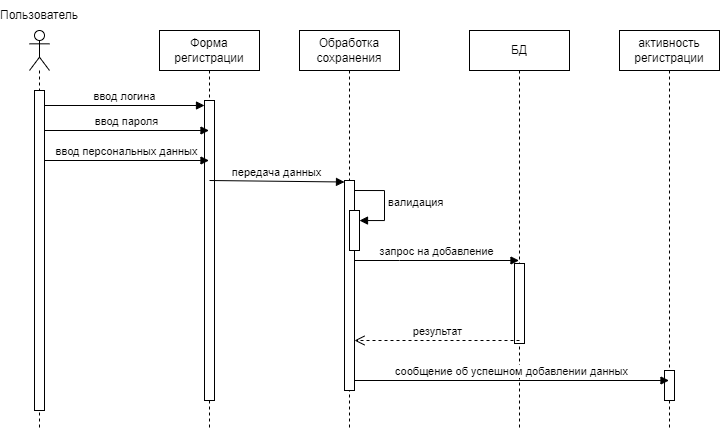 Пользователь
Форма
регистрации
Обработка
сохранения
БД
активность
регистрации
ввод логина
ввод пароля
ввод персональных данных
передача данных
валидация
запрос на добавление
результат
сообщение об успешном добавлении данных